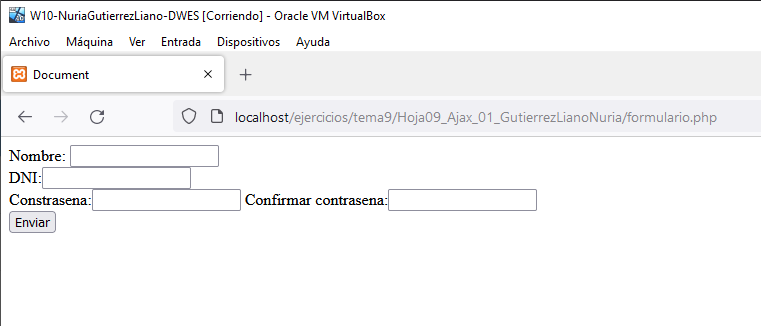 W10-NuriaGutierrezLiano-DWES [Corriendo] - Oracle VM VirtualBox
Archivo Máquina Ver Entrada Dispositivos Ayuda
Document
localhost/ejercicios/tema9/Hoja09_Ajax_01_GutierrezLianoNuria/formulario.php
Nombre:
DNI:
Constrasena: Confirmar contrasena:
Enviar